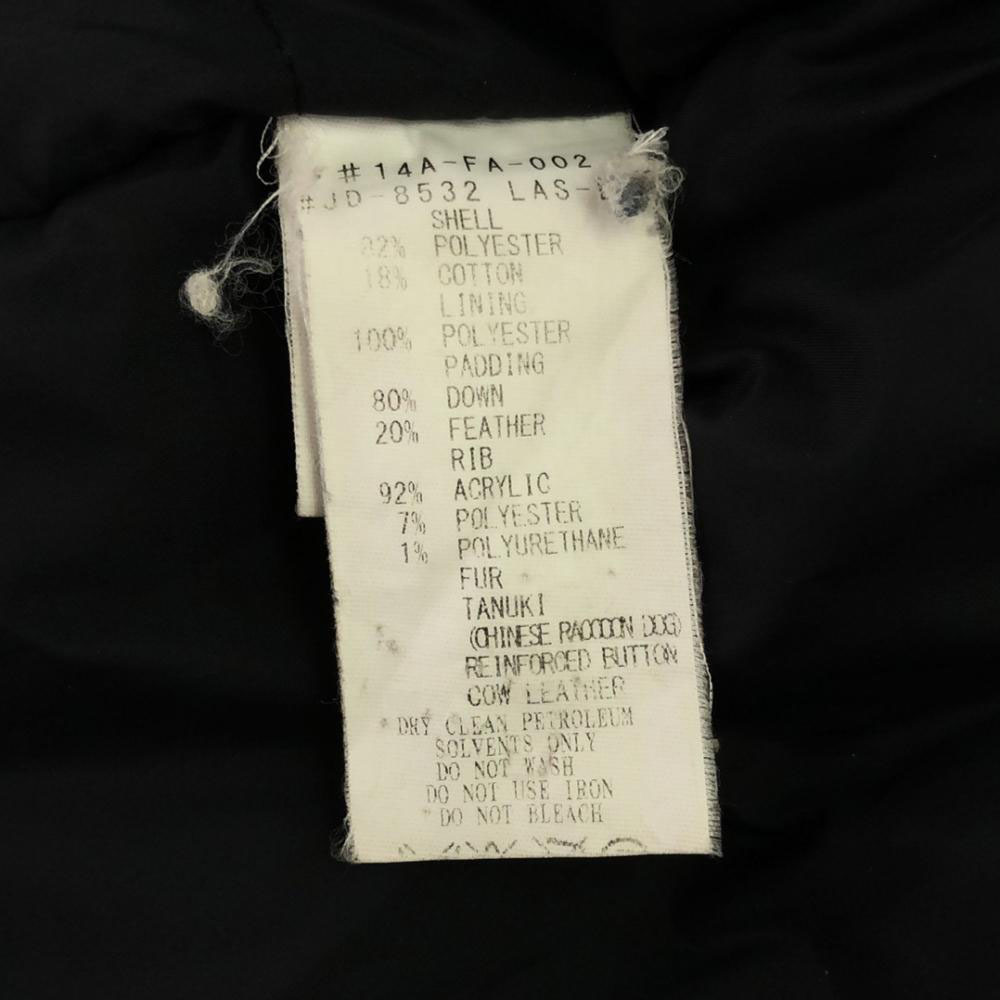 #14A-FA-002
#JD-8532 LAS-
SHELL
82% POLYESTER
18% COTTON
LINING
100% POLYESTER
PADDING
80% DOWN
20% FEATHER
RIB
92% ACRYLIC
7% POLYESTER
1% POLYURETHANE
FUR
TANUKI
(CHINESE RACCOON DOG)
REINFORCED BUTTON
COW LEATHER
DRY CLEAN PETROLEUM
SOLVENTS ONLY
DO NOT WASH
DO NOT USE IRON
DO NOT BLEACH